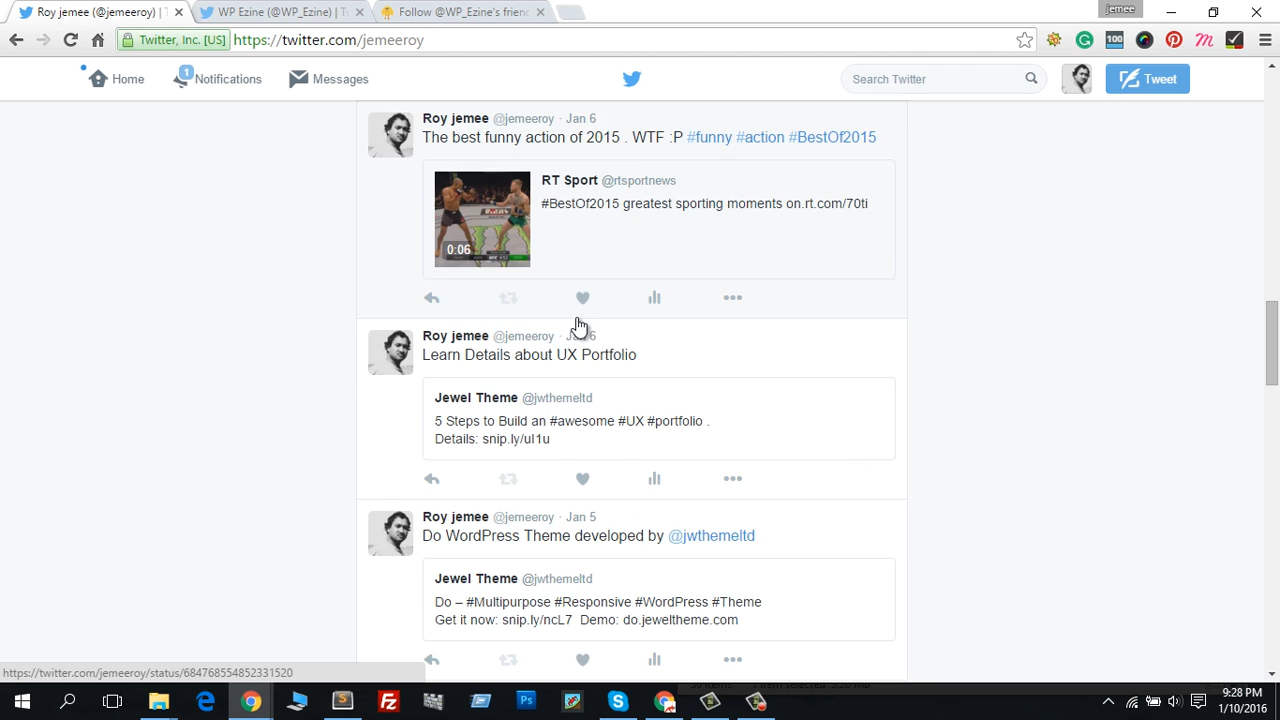 jemee
Roy jemee (@jemeeroy) | T
WP Ezine (@WP_Ezine) | Tw
Follow @WP_Ezine's frien
Twitter, Inc. [US] https://twitter.com/jemeeroy
100
1
Home Notifications Messages Search Twitter Tweet
Roy jemee @jemeeroy · Jan 6
The best funny action of 2015 . WTF :P #funny #action #BestOf2015
RT Sport @rtsportnews
#BestOf2015 greatest sporting moments on.rt.com/70ti
0:06
Roy jemee @jemeeroy · 6
Learn Details about UX Portfolio
Jewel Theme @jwthemeltd
5 Steps to Build an #awesome #UX #portfolio .
Details: snip.ly/uI1u
Roy jemee @jemeeroy · Jan 5
Do WordPress Theme developed by @jwthemeltd
Jewel Theme @jwthemeltd
Do – #Multipurpose #Responsive #WordPress #Theme
Get it now: snip.ly/ncL7 Demo: do.jeweltheme.com
https://twitter.com/jemeeroy/status/684768554852331520
9:28 PM
1/10/2016